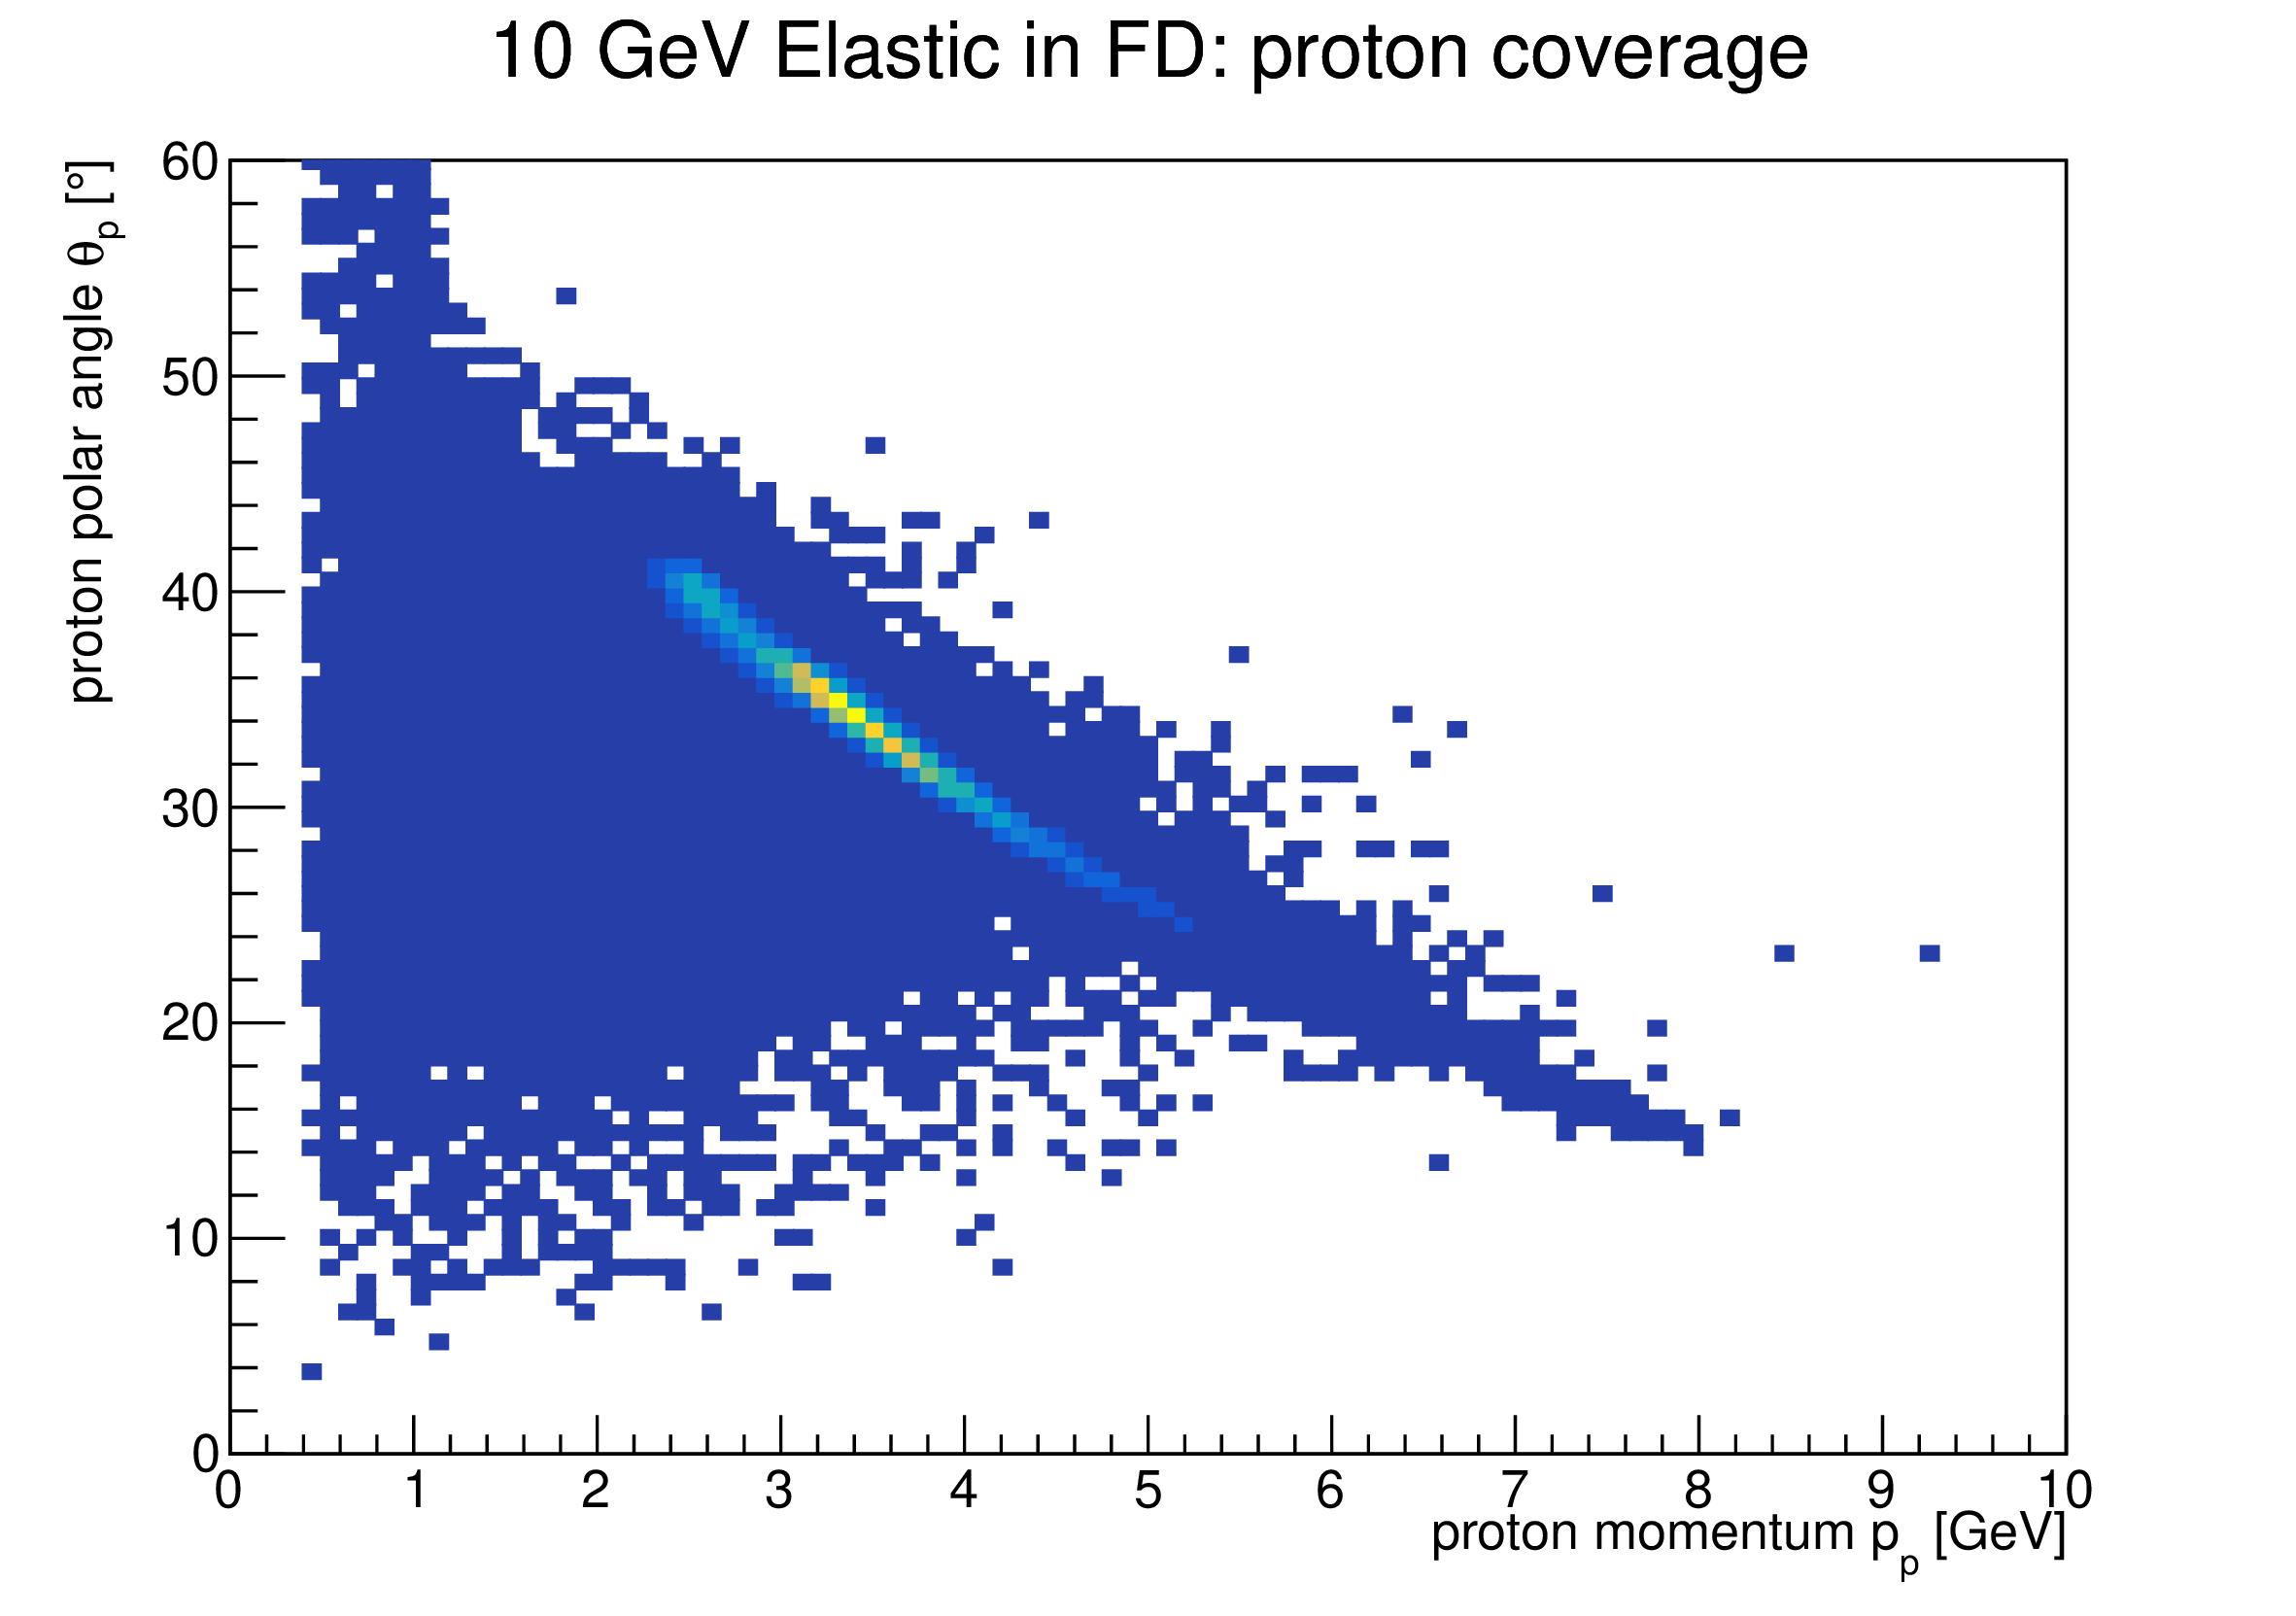 10 GeV Elastic in FD: proton coverage
proton polar angle θp [°]
60
50
40
30
20
10
0
0 1 2 3 4 5 6 7 8 9 10
proton momentum pp [GeV]